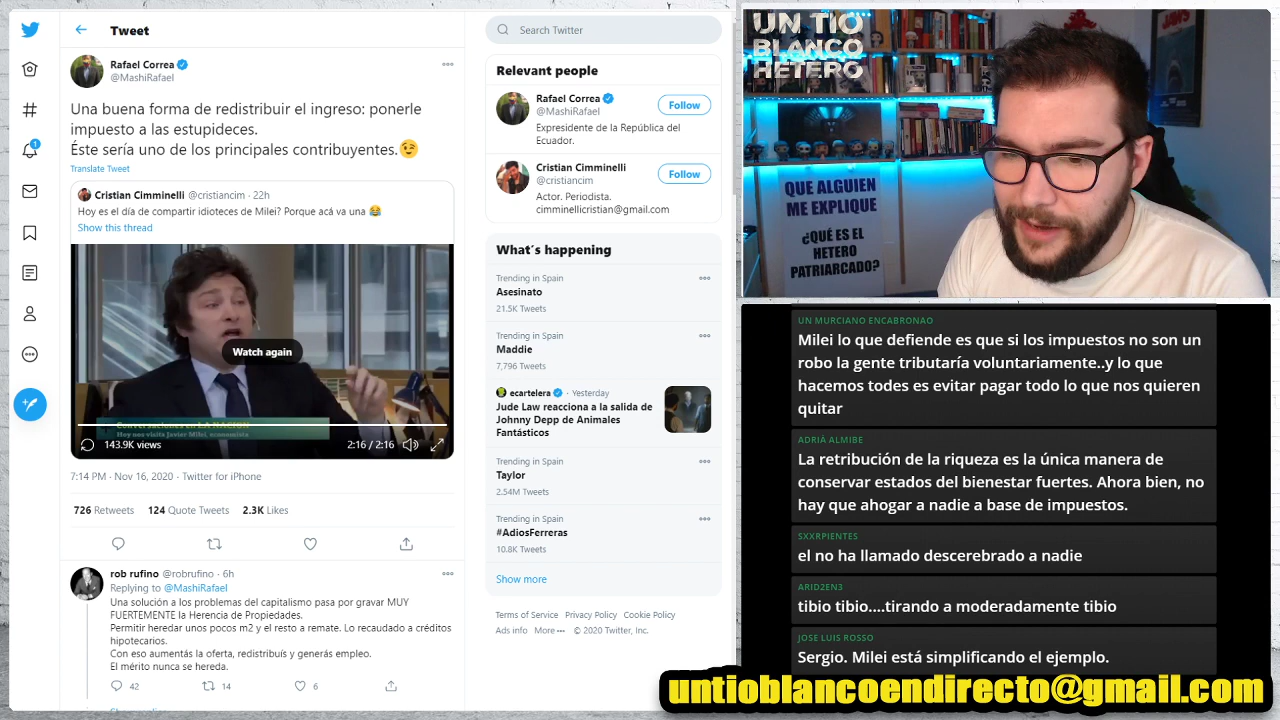 Tweet
Rafael Correa
@MashiRafael
Una buena forma de redistribuir el ingreso: ponerle
impuesto a las estupideces.
Éste sería uno de los principales contribuyentes.😉
Translate Tweet
Cristian Cimminelli @cristiancim · 22h
Hoy es el día de compartir idioteces de Milei? Porque acá va una 😂
Show this thread
Watch again
Conversaciones en LA NACION
Hoy nos visita Javier Milei, economista
143.9K views
2:16 / 2:16
7:14 PM · Nov 16, 2020 · Twitter for iPhone
726 Retweets 124 Quote Tweets 2.3K Likes
rob rufino @robrufino · 6h
Replying to @MashiRafael
Una solución a los problemas del capitalismo pasa por gravar MUY
FUERTEMENTE la Herencia de Propiedades.
Permitir heredar unos pocos m2 y el resto a remate. Lo recaudado a créditos
hipotecarios.
Con eso aumentás la oferta, redistribuís y generás empleo.
El mérito nunca se hereda.
42 14 6
1
Search Twitter
Relevant people
Rafael Correa
@MashiRafael
Follow
Expresidente de la República del
Ecuador.
Cristian Cimminelli
@cristiancim
Follow
Actor. Periodista.
cimminellicristian@gmail.com
What's happening
Trending in Spain
Asesinato
21.5K Tweets
Trending in Spain
Maddie
7,796 Tweets
ecartelera · Yesterday
Jude Law reacciona a la salida de
Johnny Depp de Animales
Fantásticos
Trending in Spain
Taylor
2.54M Tweets
Trending in Spain
#AdiosFerreras
10.8K Tweets
Show more
Terms of Service Privacy Policy Cookie Policy
Ads info More ··· © 2020 Twitter, Inc.
UN TIO
BLANCO
HETERO
QUE ALGUIEN
ME EXPLIQUE
¿QUÉ ES EL
HETERO
PATRIARCADO?
UN MURCIANO ENCABRONAO
Milei lo que defiende es que si los impuestos no son un
robo la gente tributaría voluntariamente..y lo que
hacemos todes es evitar pagar todo lo que nos quieren
quitar
ADRIÀ ALMIBE
La retribución de la riqueza es la única manera de
conservar estados del bienestar fuertes. Ahora bien, no
hay que ahogar a nadie a base de impuestos.
SXXRPIENTES
el no ha llamado descerebrado a nadie
ARID2EN3
tibio tibio....tirando a moderadamente tibio
JOSE LUIS ROSSO
Sergio. Milei está simplificando el ejemplo.
untioblancoendirecto@gmail.com